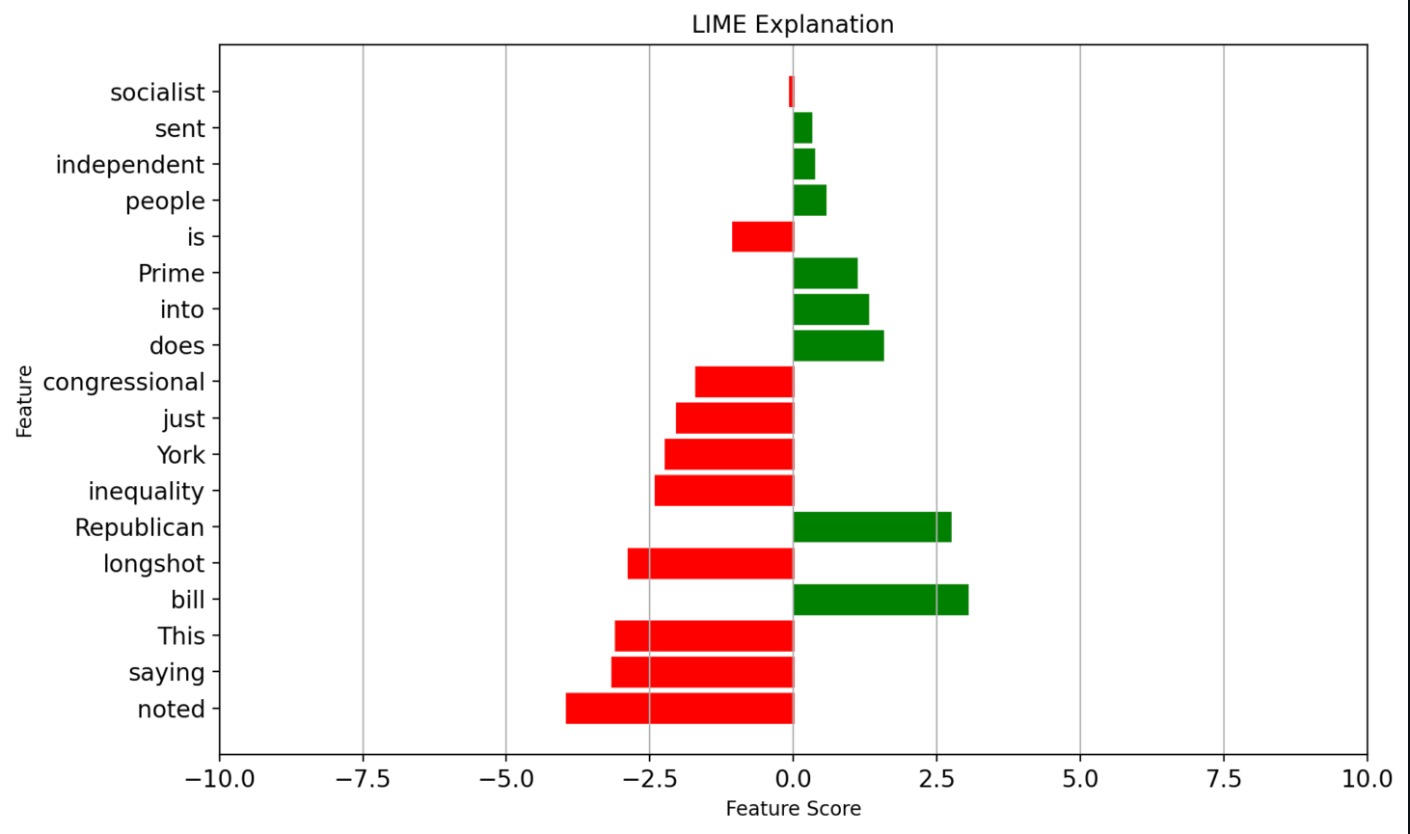 LIME Explanation
socialist
sent
independent
people
is
Prime
into
does
congressional
just
York
inequality
Republican
longshot
bill
This
saying
noted
Feature
−10.0 −7.5 −5.0 −2.5 0.0 2.5 5.0 7.5 10.0
Feature Score